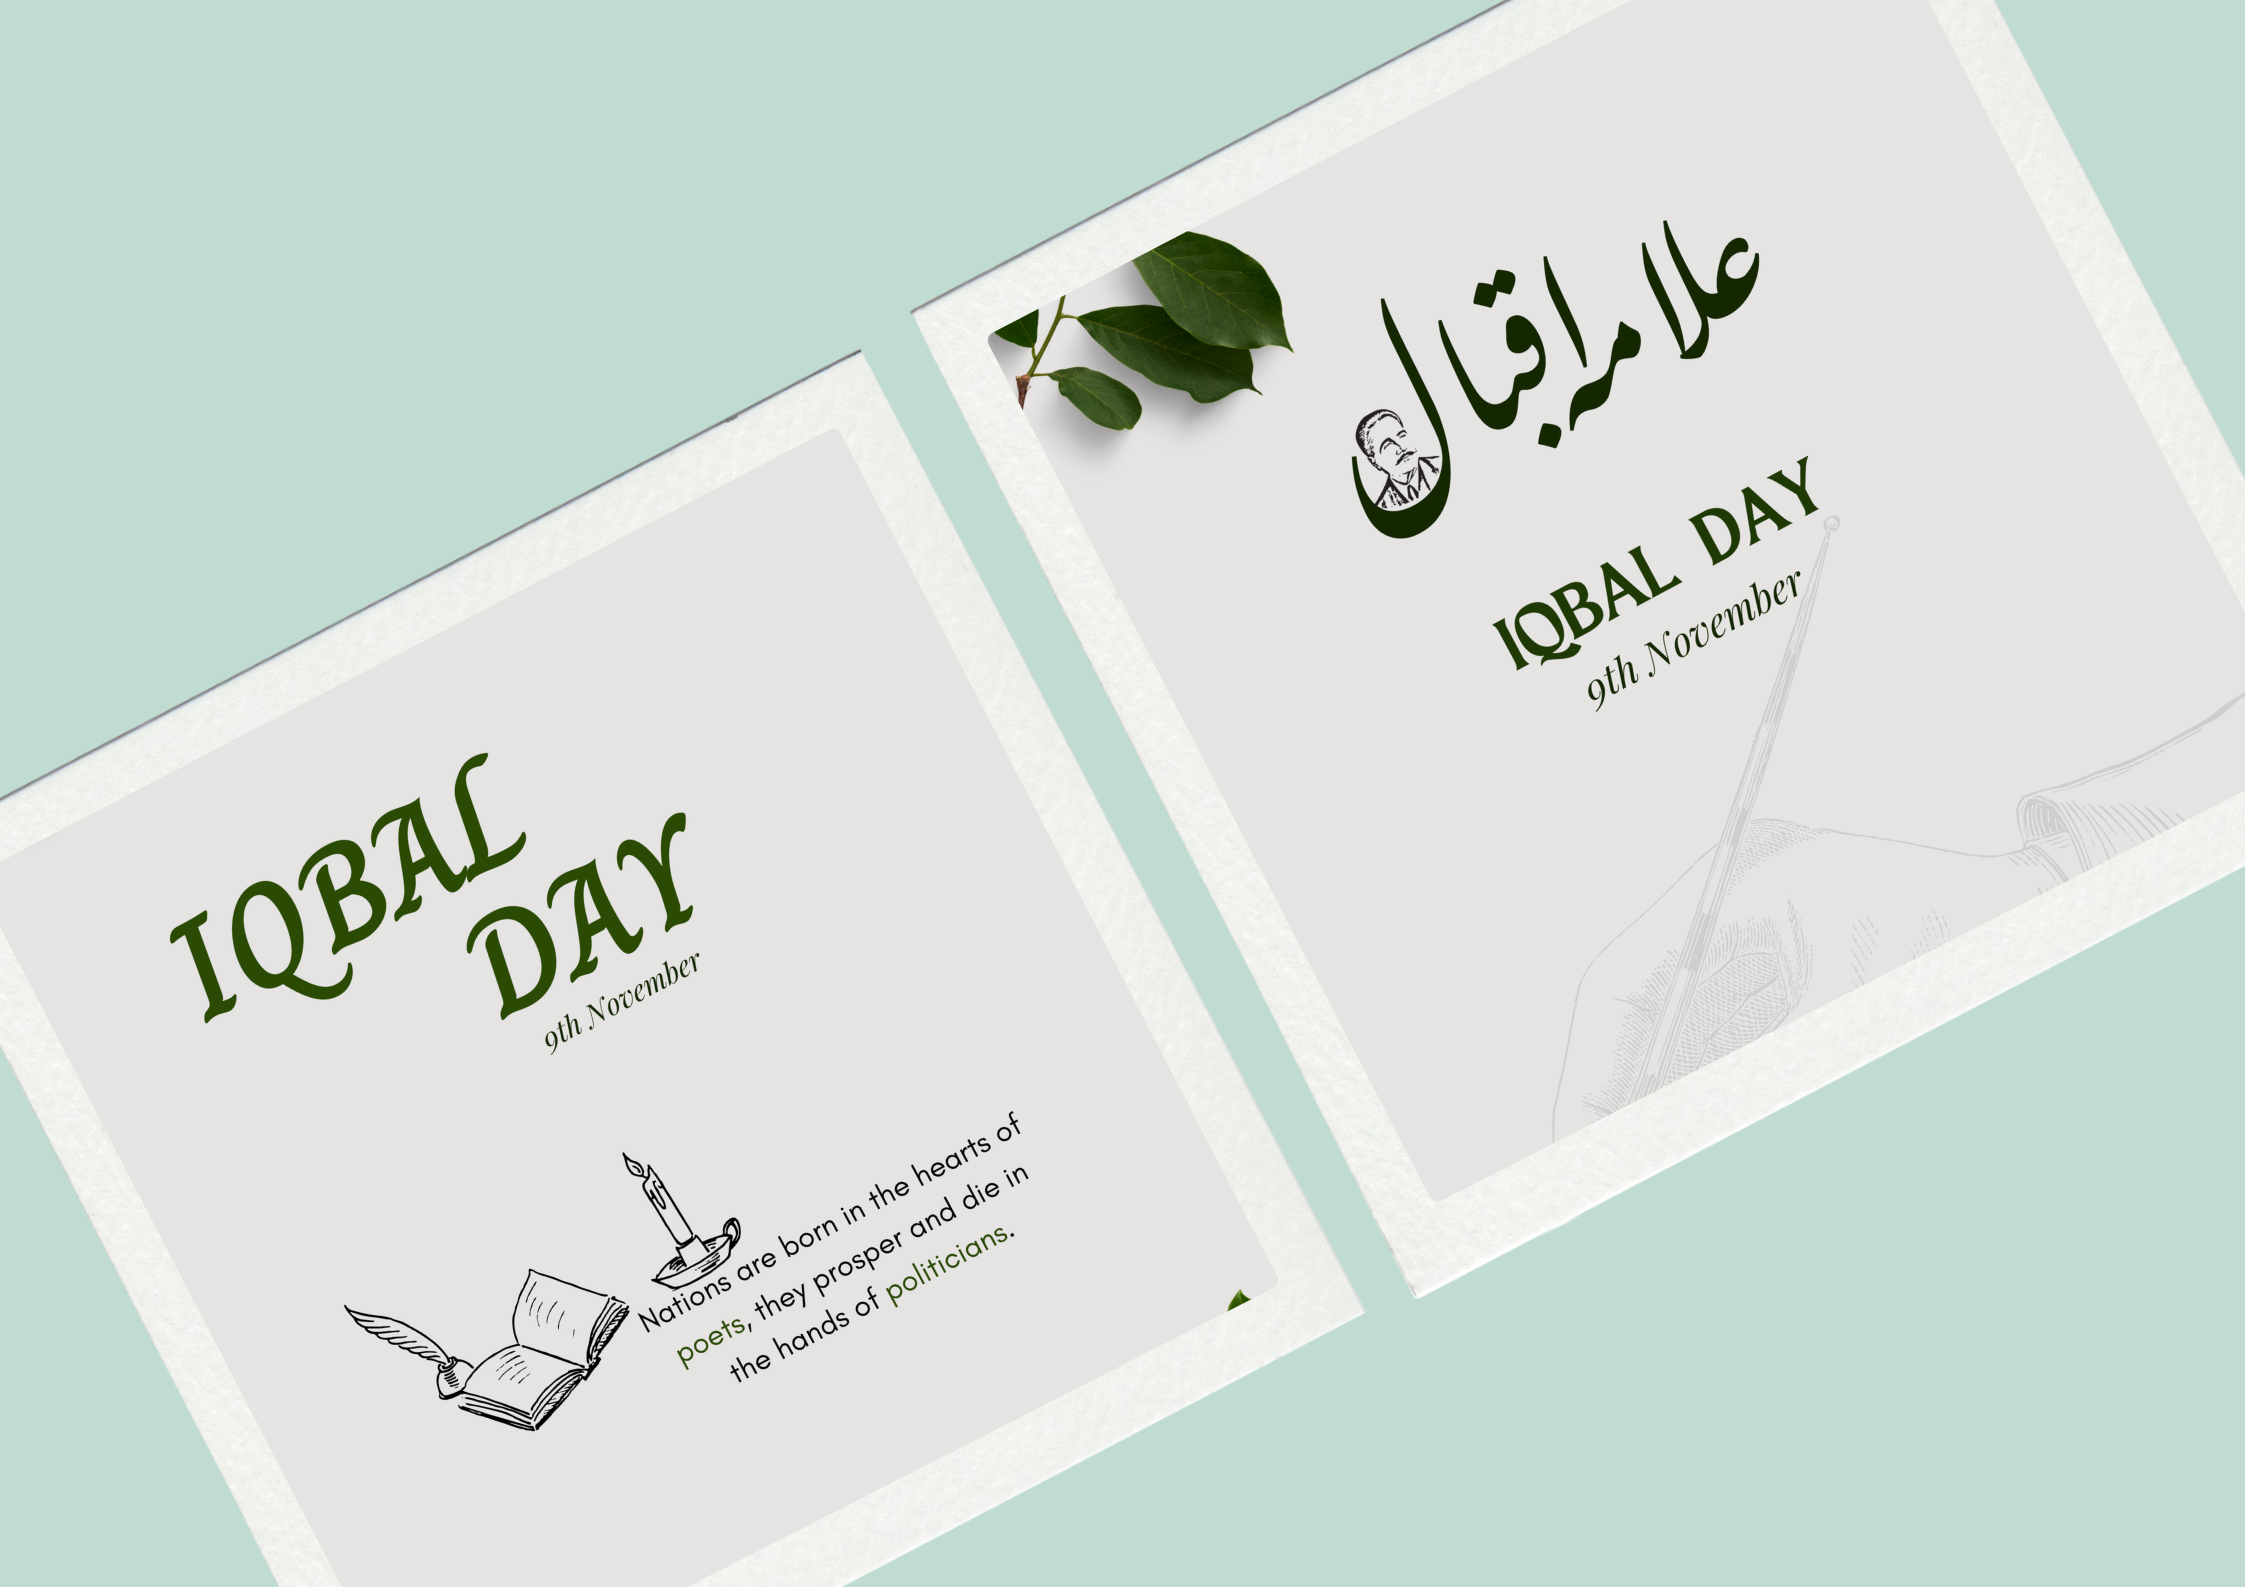 IQBAL
DAY
9th November
Nations are born in the hearts of
poets, they prosper and die in
the hands of politicians.
علامہ اقبال
IQBAL DAY
9th November